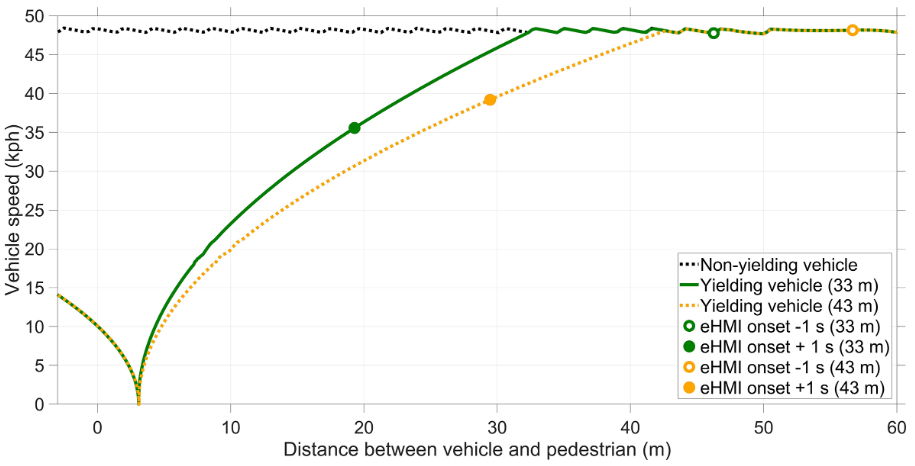 50
45
40
35
30
25
20
15
10
5
0
Vehicle speed (kph)
Non-yielding vehicle
Yielding vehicle (33 m)
Yielding vehicle (43 m)
eHMI onset -1 s (33 m)
eHMI onset + 1 s (33 m)
eHMI onset -1 s (43 m)
eHMI onset +1 s (43 m)
0 10 20 30 40 50 60
Distance between vehicle and pedestrian (m)